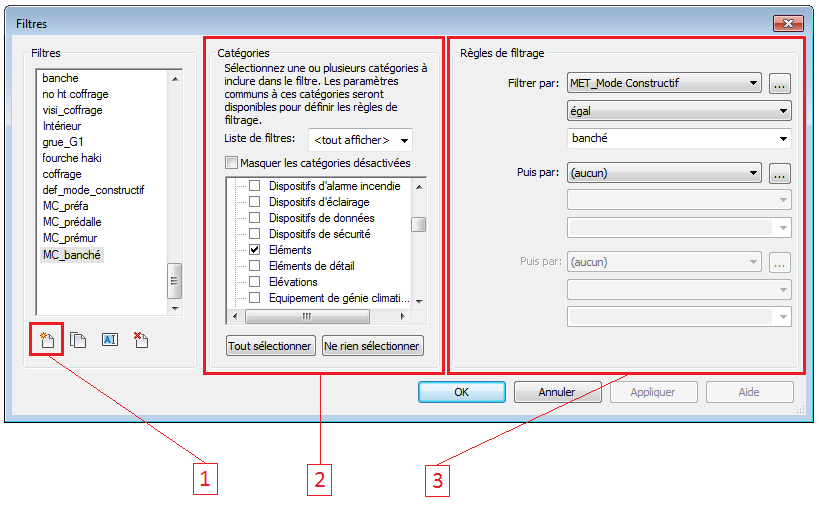 Filtres
Filtres
banche
no ht coffrage
visi_coffrage
Intérieur
grue_G1
fourche haki
coffrage
def_mode_constructif
MC_préfa
MC_prédalle
MC_prémur
MC_banché
Catégories
Sélectionnez une ou plusieurs catégories à
inclure dans le filtre. Les paramètres
communs à ces catégories seront
disponibles pour définir les règles de
filtrage.
Liste de filtres: <tout afficher>
Masquer les catégories désactivées
Dispositifs d'alarme incendie
Dispositifs d'éclairage
Dispositifs de données
Dispositifs de sécurité
Eléments
Eléments de détail
Elévations
Equipement de génie climati...
Tout sélectionner
Ne rien sélectionner
Règles de filtrage
Filtrer par: MET_Mode Constructif ...
égal
banché
Puis par: (aucun) ...
Puis par: (aucun) ...
OK
Annuler
Appliquer
Aide
1
2
3